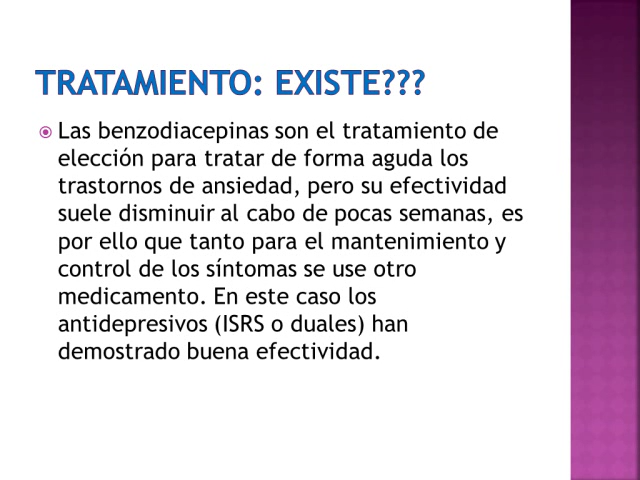 TRATAMIENTO: EXISTE???
Las benzodiacepinas son el tratamiento de
elección para tratar de forma aguda los
trastornos de ansiedad, pero su efectividad
suele disminuir al cabo de pocas semanas, es
por ello que tanto para el mantenimiento y
control de los síntomas se use otro
medicamento. En este caso los
antidepresivos (ISRS o duales) han
demostrado buena efectividad.